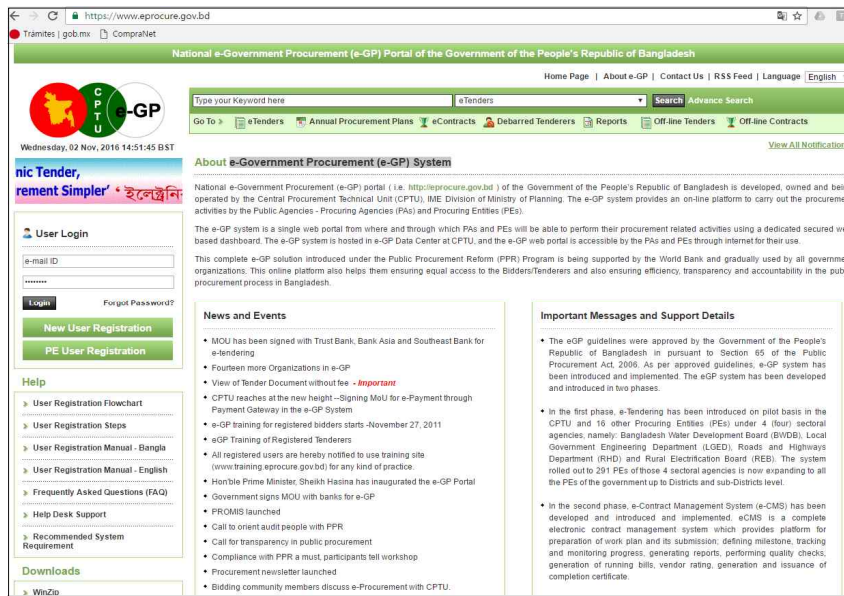 https://www.eprocure.gov.bd
Trámites | gob.mx CompraNet
National e-Government Procurement (e-GP) Portal of the Government of the People's Republic of Bangladesh
Home Page | About e-GP | Contact Us | RSS Feed | Language English
CPTU e-GP
Type your Keyword here eTenders Search Advance Search
Go To » eTenders Annual Procurement Plans eContracts Debarred Tenderers Reports Off-line Tenders Off-line Contracts
Wednesday, 02 Nov, 2016 14:51:45 BST
View All Notification
nic Tender,
rement Simpler' ‘ ইলেক্ট্রনি
About e-Government Procurement (e-GP) System
National e-Government Procurement (e-GP) portal ( i.e. http://eprocure.gov.bd ) of the Government of the People's Republic of Bangladesh is developed, owned and bei
operated by the Central Procurement Technical Unit (CPTU), IME Division of Ministry of Planning. The e-GP system provides an on-line platform to carry out the procureme
activities by the Public Agencies - Procuring Agencies (PAs) and Procuring Entities (PEs).
The e-GP system is a single web portal from where and through which PAs and PEs will be able to perform their procurement related activities using a dedicated secured we
based dashboard. The e-GP system is hosted in e-GP Data Center at CPTU, and the e-GP web portal is accessible by the PAs and PEs through internet for their use.
This complete e-GP solution introduced under the Public Procurement Reform (PPR) Program is being supported by the World Bank and gradually used by all governme
organizations. This online platform also helps them ensuring equal access to the Bidders/Tenderers and also ensuring efficiency, transparency and accountability in the pub
procurement process in Bangladesh.
User Login
e-mail ID
••••••••
Login Forgot Password?
New User Registration
PE User Registration
Help
» User Registration Flowchart
» User Registration Steps
» User Registration Manual - Bangla
» User Registration Manual - English
» Frequently Asked Questions (FAQ)
» Help Desk Support
» Recommended System
Requirement
Downloads
» WinZip
News and Events
MOU has been signed with Trust Bank, Bank Asia and Southeast Bank for
e-tendering
Fourteen more Organizations in e-GP
View of Tender Document without fee - Important
CPTU reaches at the new height --Signing MoU for e-Payment through
Payment Gateway in the e-GP System
e-GP training for registered bidders starts -November 27, 2011
eGP Training of Registered Tenderers
All registered users are hereby notified to use training site
(www.training.eprocure.gov.bd) for any kind of practice.
Hon'ble Prime Minister, Sheikh Hasina has inaugurated the e-GP Portal
Government signs MOU with banks for e-GP
PROMIS launched
Call to orient audit people with PPR
Call for transparency in public procurement
Compliance with PPR a must, participants tell workshop
Procurement newsletter launched
Bidding community members discuss e-Procurement with CPTU.
Important Messages and Support Details
The eGP guidelines were approved by the Government of the People's
Republic of Bangladesh in pursuant to Section 65 of the Public
Procurement Act, 2006. As per approved guidelines, e-GP system has
been introduced and implemented. The eGP system has been developed
and introduced in two phases.
In the first phase, e-Tendering has been introduced on pilot basis in the
CPTU and 16 other Procuring Entities (PEs) under 4 (four) sectoral
agencies, namely: Bangladesh Water Development Board (BWDB), Local
Government Engineering Department (LGED), Roads and Highways
Department (RHD) and Rural Electrification Board (REB). The system
rolled out to 291 PEs of those 4 sectoral agencies is now expanding to all
the PEs of the government up to Districts and sub-Districts level.
In the second phase, e-Contract Management System (e-CMS) has been
developed and introduced and implemented. eCMS is a complete
electronic contract management system which provides platform for
preparation of work plan and its submission; defining milestone, tracking
and monitoring progress, generating reports, performing quality checks,
generation of running bills, vendor rating, generation and issuance of
completion certificate.